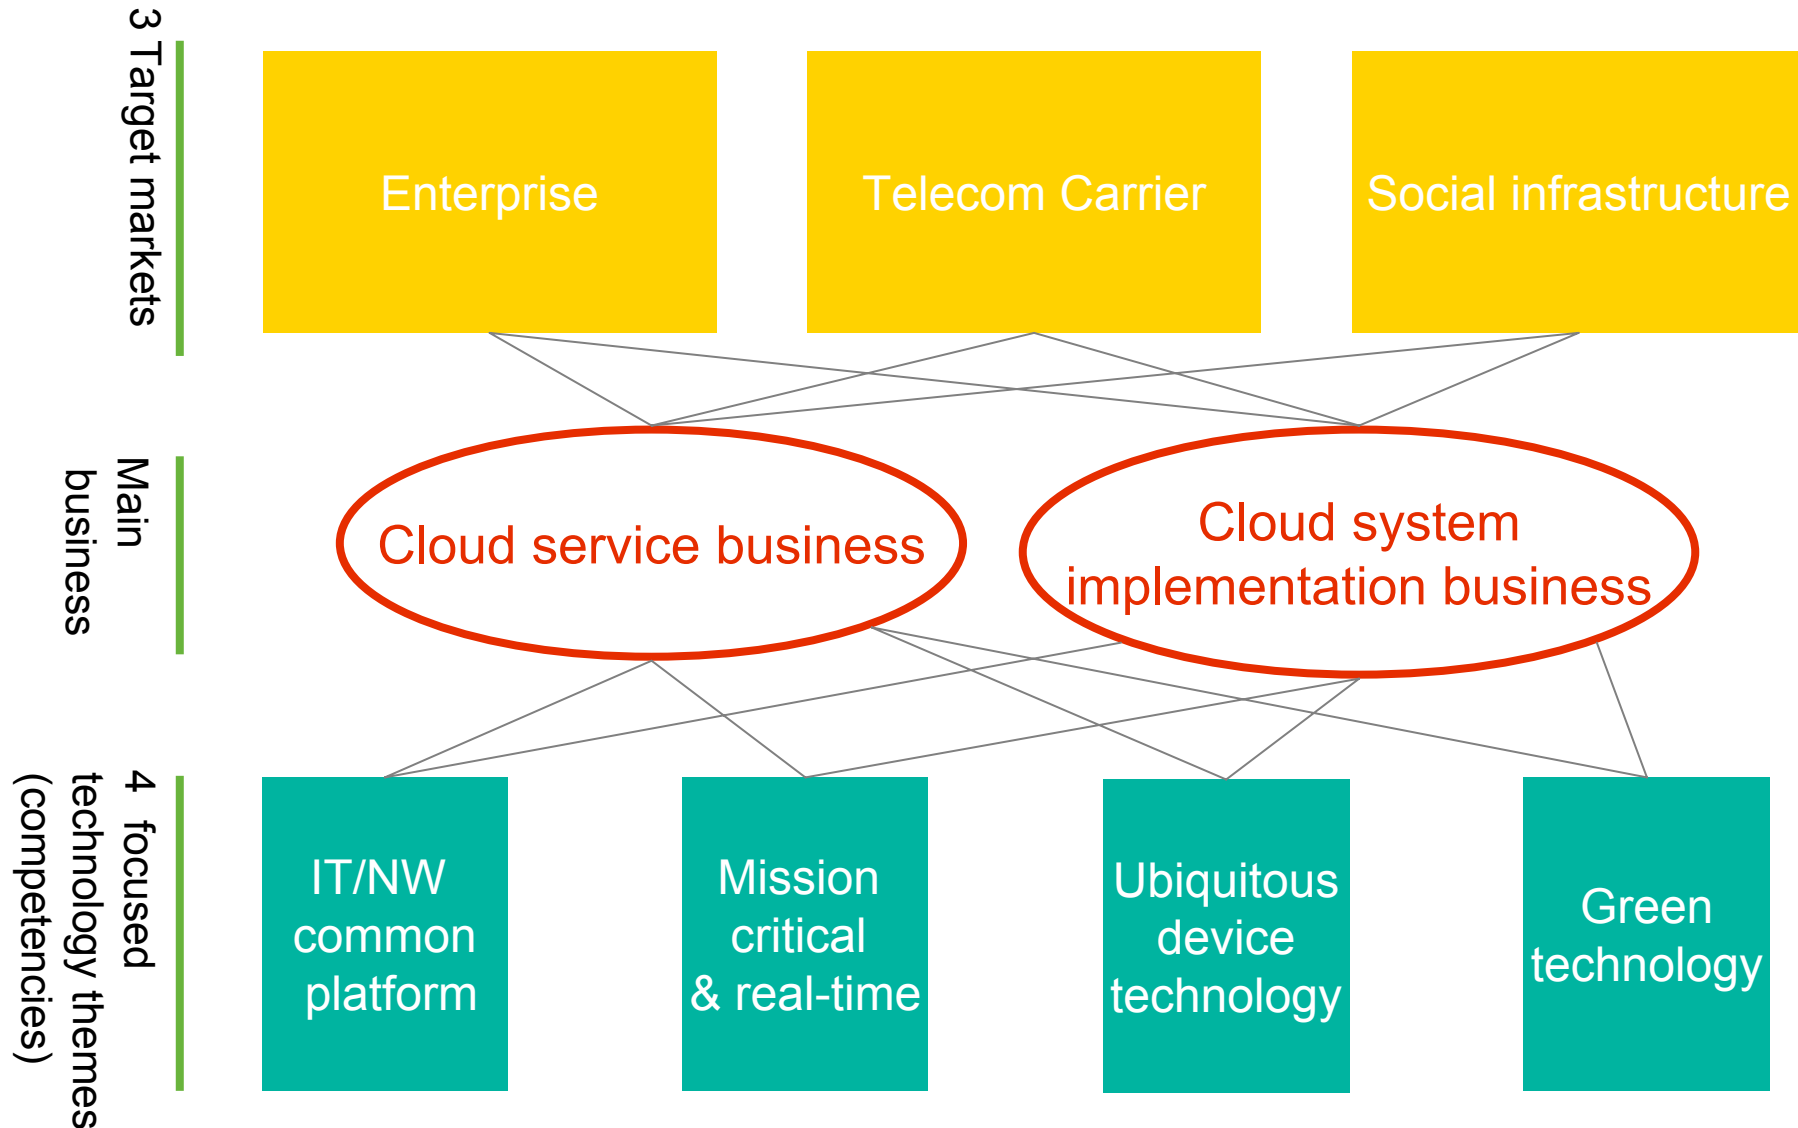 3 Target markets
Enterprise
Telecom Carrier
Social infrastructure
Main
business
Cloud service business
Cloud system
implementation business
4 focused
technology themes
(competencies)
IT/NW
common
platform
Mission
critical
& real-time
Ubiquitous
device
technology
Green
technology